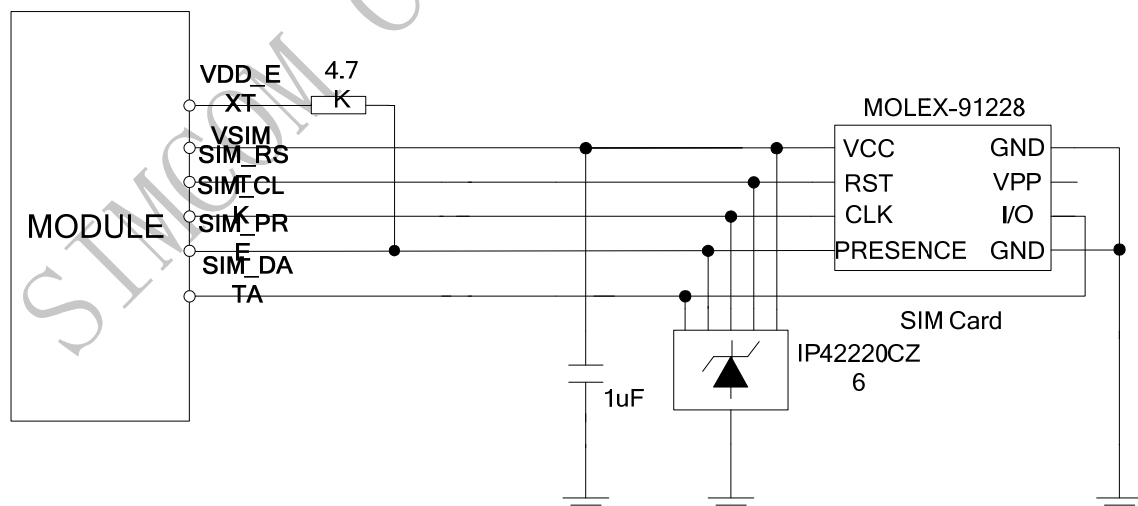 SIMCOM
MODULE
VDD_E
XT
4.7
K
VSIM
SIM_RS
T
SIM_CL
K
SIM_PR
E
SIM_DA
TA
MOLEX-91228
VCC
GND
RST
VPP
CLK
I/O
PRESENCE
GND
SIM Card
IP42220CZ
6
1uF